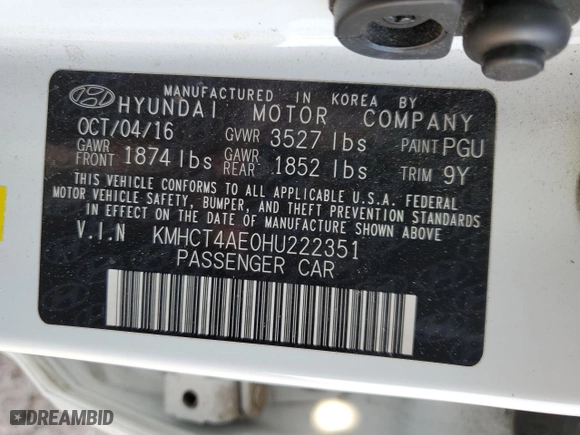 MANUFACTURED IN KOREA BY
HYUNDAI MOTOR COMPANY
OCT/04/16 GVWR 3527 lbs PAINT PGU
GAWR FRONT 1874 lbs GAWR REAR 1852 lbs TRIM 9Y
THIS VEHICLE CONFORMS TO ALL APPLICABLE U.S.A. FEDERAL
MOTOR VEHICLE SAFETY, BUMPER, AND THEFT PREVENTION STANDARDS
IN EFFECT ON THE DATE OF MANUFACTURE SHOWN ABOVE.
V.I.N KMHCT4AE0HU222351
PASSENGER CAR
DREAMBID